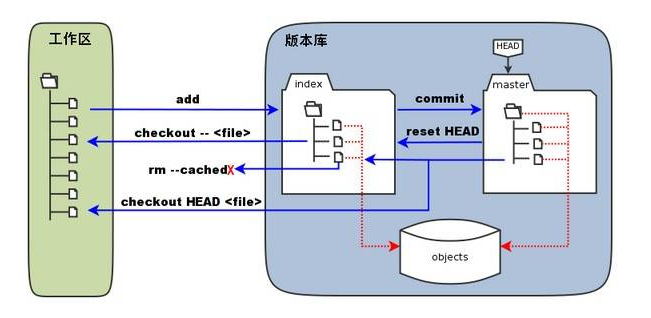 工作区
版本库
HEAD
index
master
add
commit
checkout -- <file>
reset HEAD
rm --cachedX
checkout HEAD <file>
objects